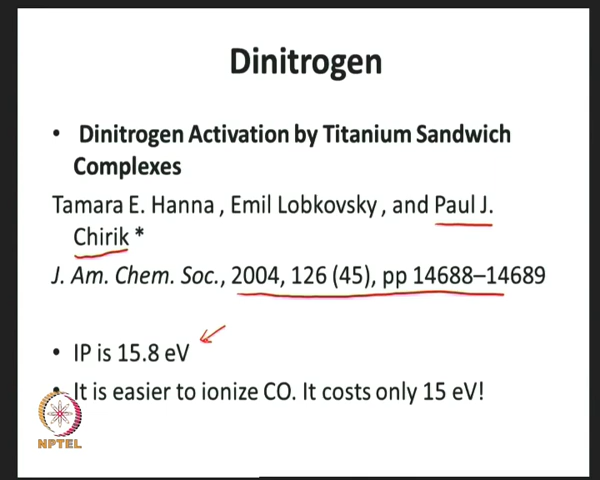 Dinitrogen
• Dinitrogen Activation by Titanium Sandwich
Complexes
Tamara E. Hanna , Emil Lobkovsky , and Paul J.
Chirik *
J. Am. Chem. Soc., 2004, 126 (45), pp 14688–14689
• IP is 15.8 eV
• It is easier to ionize CO. It costs only 15 eV!
NPTEL